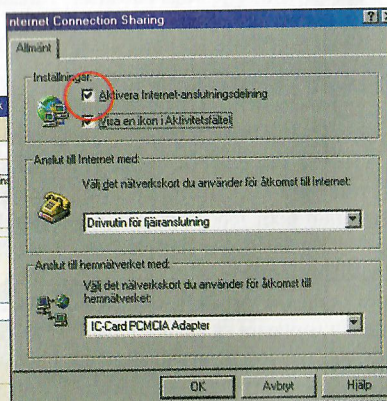 nternet Connection Sharing
Allmänt
Inställningar:
Aktivera Internet-anslutningsdelning
Visa en ikon i Aktivitetsfältet
Anslut till Internet med:
Välj det nätverkskort du använder för åtkomst till Internet:
Drivrutin för fjärranslutning
Anslut till hemnätverket med:
Välj det nätverkskort du använder för åtkomst till
hemnätverket:
IC-Card PCMCIA Adapter
OK
Avbryt
Hjälp